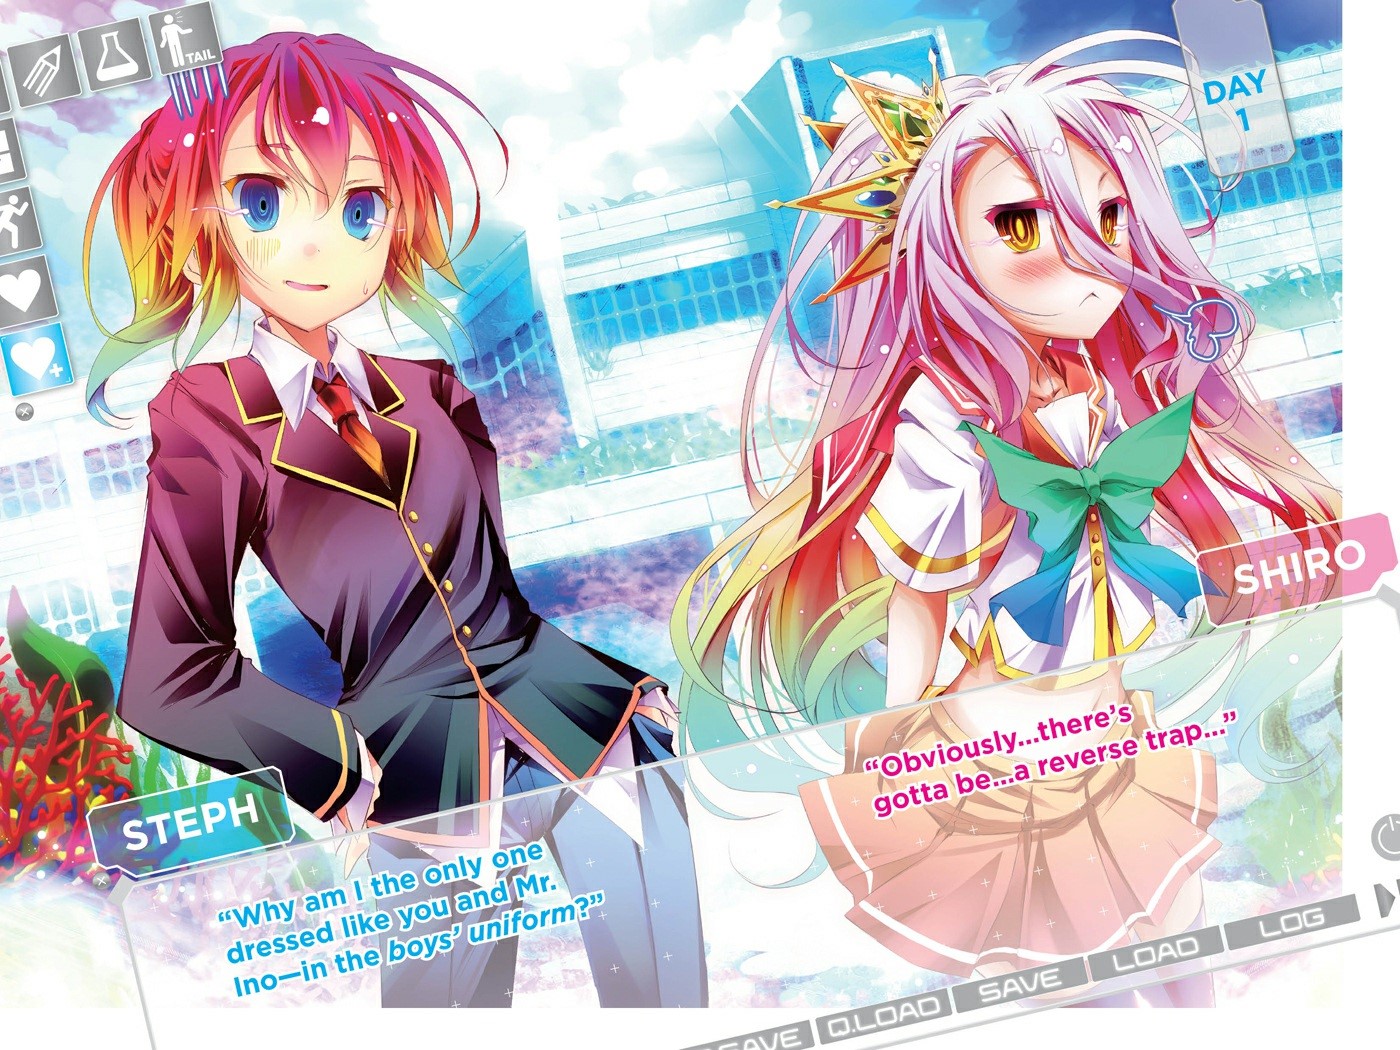 TAIL
DAY
1
SHIRO
“Obviously...there’s
gotta be...a reverse trap...”
STEPH
“Why am I the only one
dressed like you and Mr.
Ino—in the boys’ uniform?”
SAVE
Q.LOAD
SAVE
LOAD
LOG